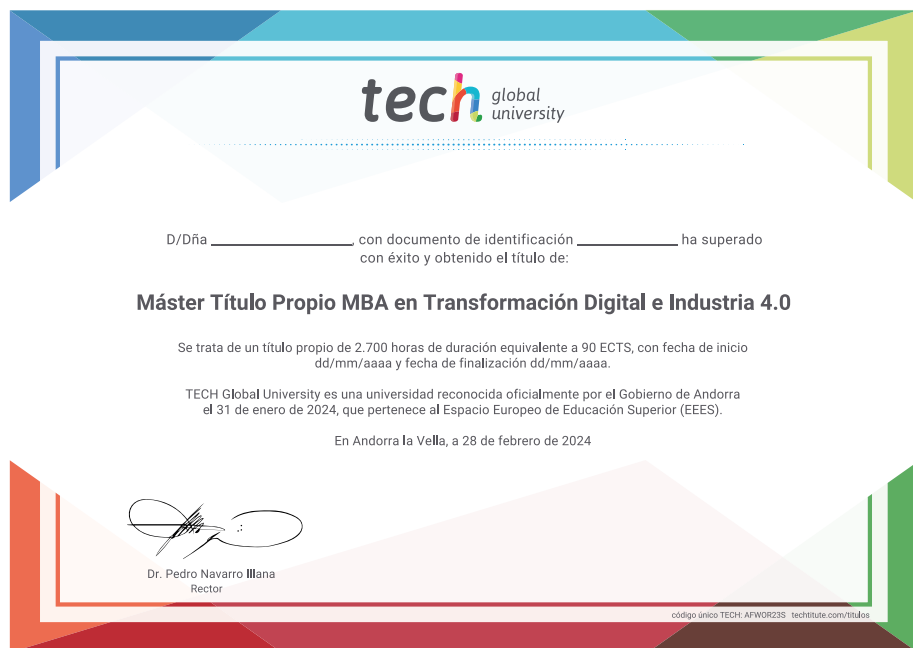 tech global university
D/Dña ________________, con documento de identificación ____________ ha superado
con éxito y obtenido el título de:
Máster Título Propio MBA en Transformación Digital e Industria 4.0
Se trata de un título propio de 2.700 horas de duración equivalente a 90 ECTS, con fecha de inicio
dd/mm/aaaa y fecha de finalización dd/mm/aaaa.
TECH Global University es una universidad reconocida oficialmente por el Gobierno de Andorra
el 31 de enero de 2024, que pertenece al Espacio Europeo de Educación Superior (EEES).
En Andorra la Vella, a 28 de febrero de 2024
Dr. Pedro Navarro Illana
Rector
código único TECH: AFWOR23S techtitute.com/titulos